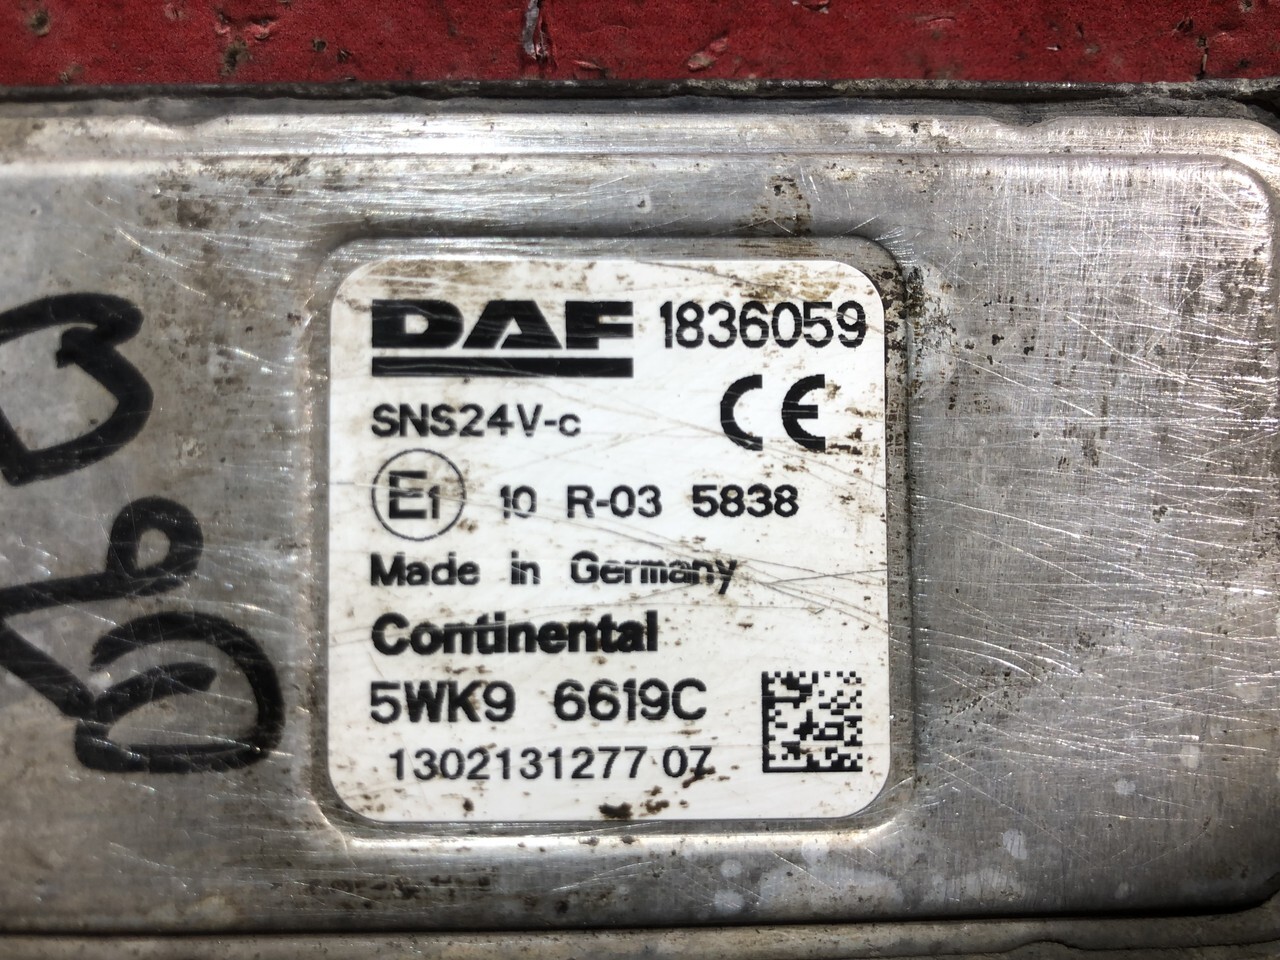 DAF 1836059
CE
SNS24V-c
E1 10 R-03 5838
Made in Germany
Continental
5WK9 6619C
1302131277 07